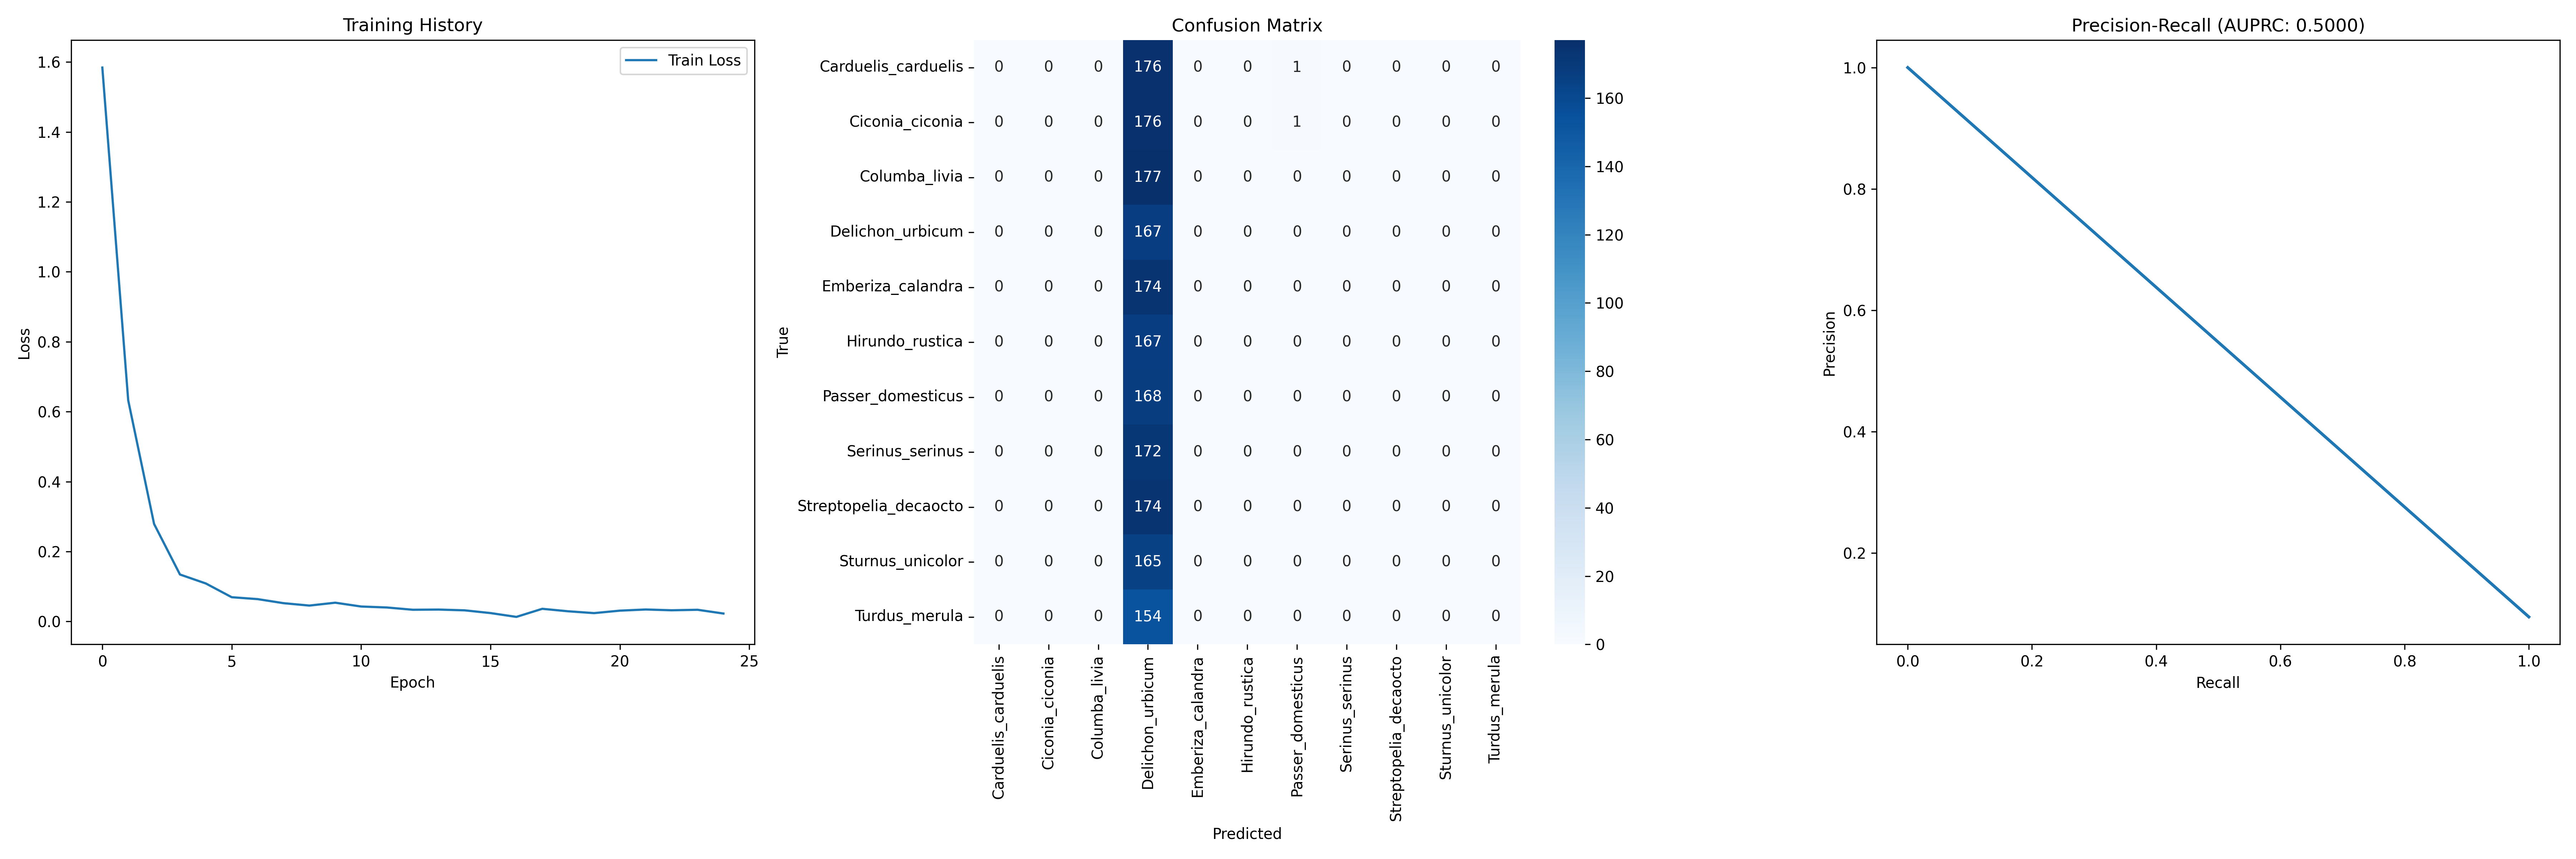 Training History
Train Loss
1.6
1.4
1.2
1.0
0.8
0.6
0.4
0.2
0.0
Loss
0 5 10 15 20 25
Epoch
Confusion Matrix
True
Carduelis_carduelis 0 0 0 176 0 0 1 0 0 0 0
Ciconia_ciconia 0 0 0 176 0 0 1 0 0 0 0
Columba_livia 0 0 0 177 0 0 0 0 0 0 0
Delichon_urbicum 0 0 0 167 0 0 0 0 0 0 0
Emberiza_calandra 0 0 0 174 0 0 0 0 0 0 0
Hirundo_rustica 0 0 0 167 0 0 0 0 0 0 0
Passer_domesticus 0 0 0 168 0 0 0 0 0 0 0
Serinus_serinus 0 0 0 172 0 0 0 0 0 0 0
Streptopelia_decaocto 0 0 0 174 0 0 0 0 0 0 0
Sturnus_unicolor 0 0 0 165 0 0 0 0 0 0 0
Turdus_merula 0 0 0 154 0 0 0 0 0 0 0
Carduelis_carduelis
Ciconia_ciconia
Columba_livia
Delichon_urbicum
Emberiza_calandra
Hirundo_rustica
Passer_domesticus
Serinus_serinus
Streptopelia_decaocto
Sturnus_unicolor
Turdus_merula
Predicted
160
140
120
100
80
60
40
20
0
Precision-Recall (AUPRC: 0.5000)
1.0
0.8
0.6
0.4
0.2
Precision
0.0 0.2 0.4 0.6 0.8 1.0
Recall